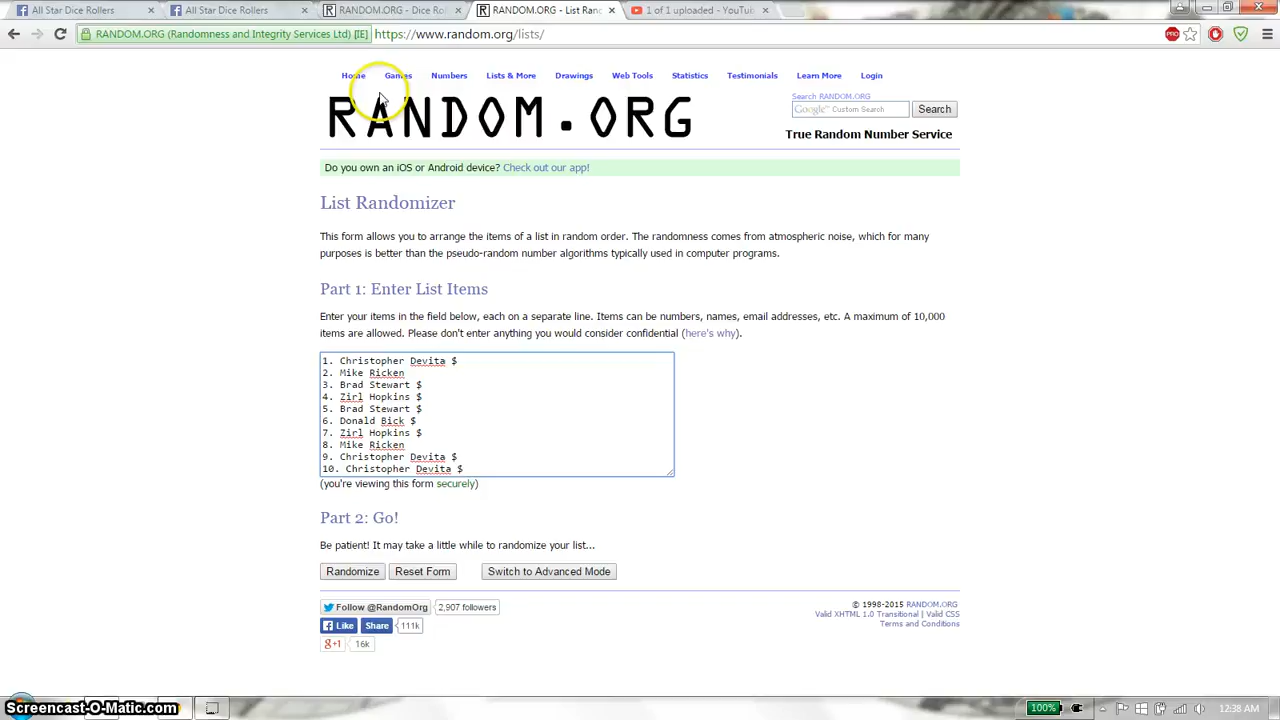 All Star Dice Rollers
All Star Dice Rollers
RANDOM.ORG - Dice Ro
RANDOM.ORG - List Ran
1 of 1 uploaded - YouTub
RANDOM.ORG (Randomness and Integrity Services Ltd) [IE]
https://www.random.org/lists/
PRO
Home Games Numbers Lists & More Drawings Web Tools Statistics Testimonials Learn More Login
Search RANDOM.ORG
RANDOM.ORG
Google™ Custom Search
Search
True Random Number Service
Do you own an iOS or Android device? Check out our app!
List Randomizer
This form allows you to arrange the items of a list in random order. The randomness comes from atmospheric noise, which for many
purposes is better than the pseudo-random number algorithms typically used in computer programs.
Part 1: Enter List Items
Enter your items in the field below, each on a separate line. Items can be numbers, names, email addresses, etc. A maximum of 10,000
items are allowed. Please don't enter anything you would consider confidential (here's why).
1. Christopher Devita $
2. Mike Ricken
3. Brad Stewart $
4. Zirl Hopkins $
5. Brad Stewart $
6. Donald Bick $
7. Zirl Hopkins $
8. Mike Ricken
9. Christopher Devita $
10. Christopher Devita $
(you're viewing this form securely)
Part 2: Go!
Be patient! It may take a little while to randomize your list...
Randomize Reset Form Switch to Advanced Mode
Follow @RandomOrg 2,907 followers
Like Share 111k
g+1 16k
© 1998-2015 RANDOM.ORG
Valid XHTML 1.0 Transitional | Valid CSS
Terms and Conditions
Screencast-O-Matic.com
100%
12:38 AM